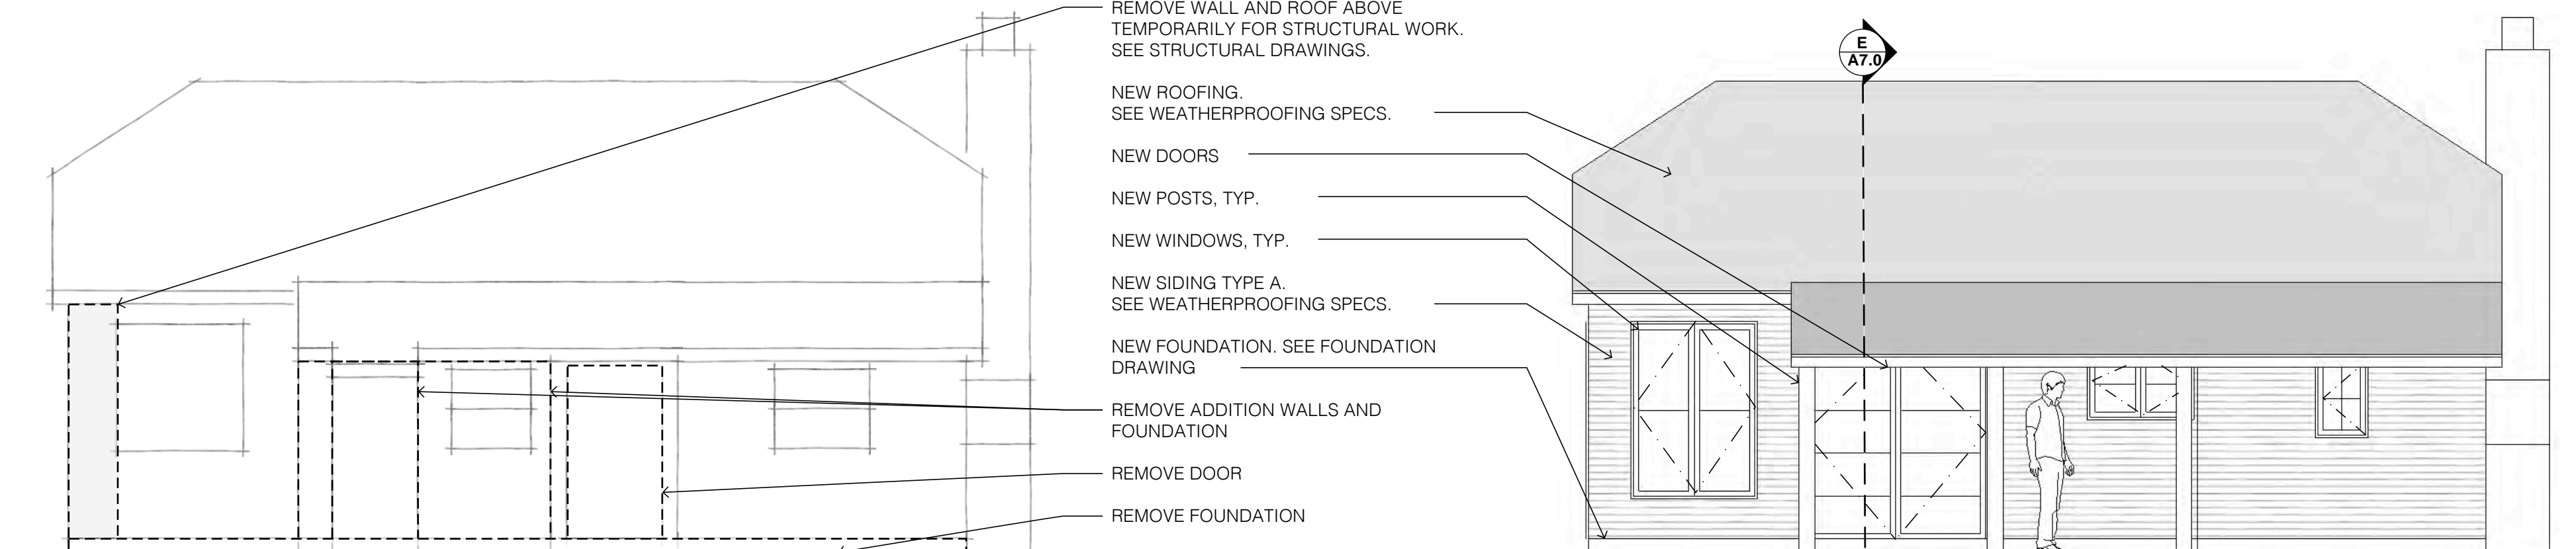 REMOVE WALL AND ROOF ABOVE
TEMPORARILY FOR STRUCTURAL WORK.
SEE STRUCTURAL DRAWINGS.
NEW ROOFING.
SEE WEATHERPROOFING SPECS.
NEW DOORS
NEW POSTS, TYP.
NEW WINDOWS, TYP.
NEW SIDING TYPE A.
SEE WEATHERPROOFING SPECS.
NEW FOUNDATION. SEE FOUNDATION
DRAWING
REMOVE ADDITION WALLS AND
FOUNDATION
REMOVE DOOR
REMOVE FOUNDATION
E
A7.0